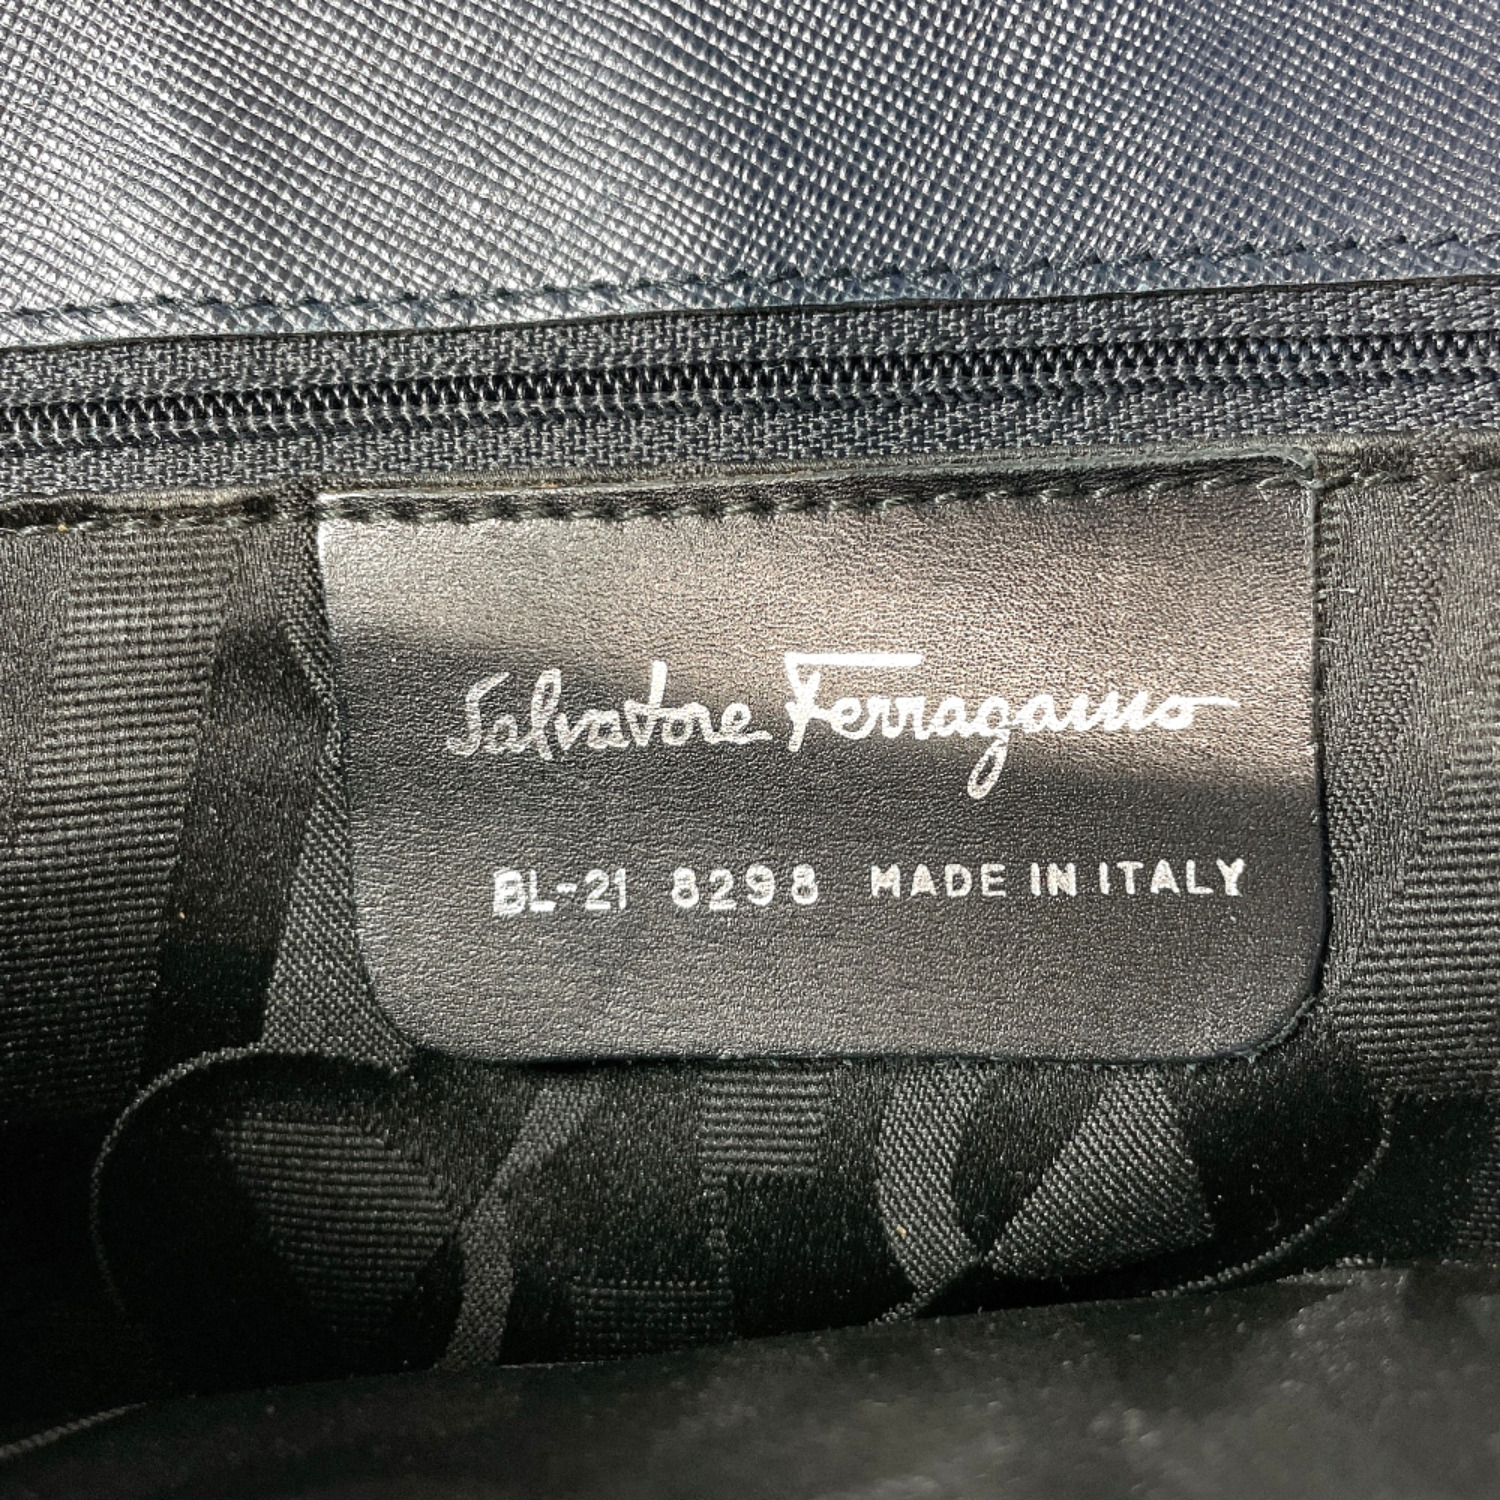 Salvatore Ferragamo
BL-21 8298 MADE IN ITALY